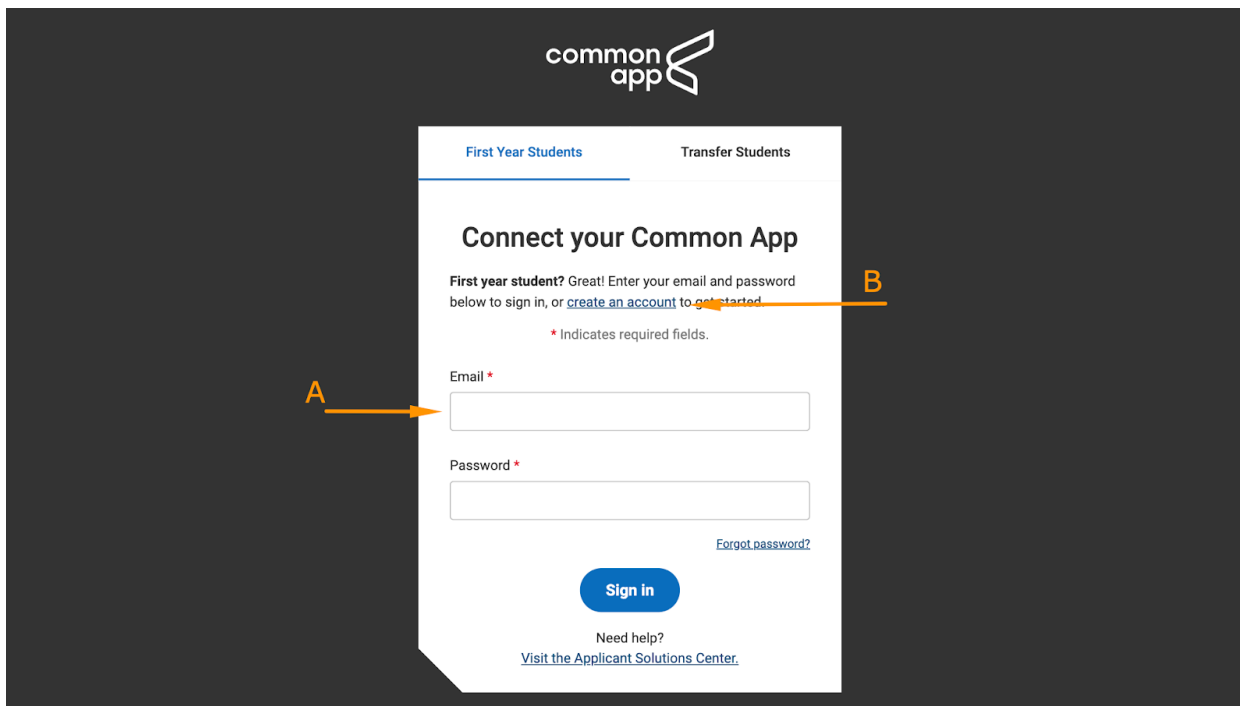 common
app
First Year Students Transfer Students
Connect your Common App
B
First year student? Great! Enter your email and password
below to sign in, or create an account to get started.
* Indicates required fields.
Email *
A
Password *
Forgot password?
Sign in
Need help?
Visit the Applicant Solutions Center.